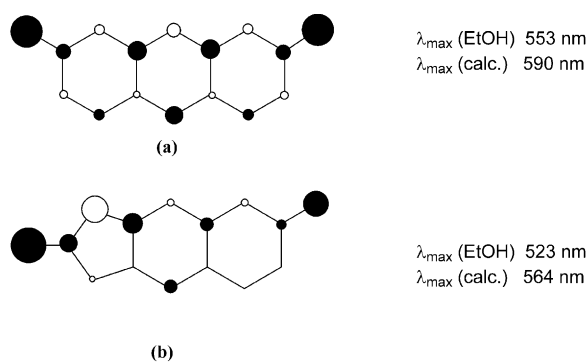 λmax (EtOH) 553 nm
λmax (calc.) 590 nm
(a)
λmax (EtOH) 523 nm
λmax (calc.) 564 nm
(b)